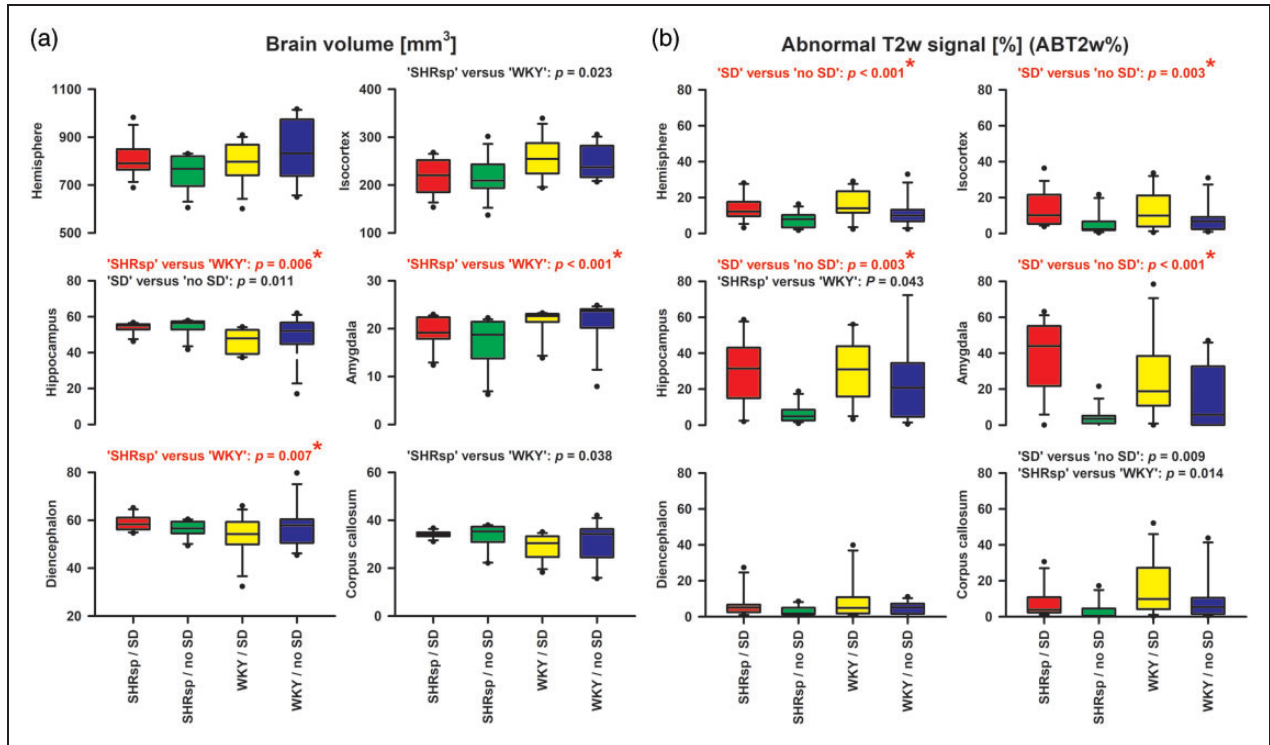 (a)
Brain volume [mm³]
'SHRsp' versus 'WKY': p = 0.023
Hemisphere
1100
900
700
500
Isocortex
400
300
200
100
'SHRsp' versus 'WKY': p = 0.006*
'SD' versus 'no SD': p = 0.011
Hippocampus
80
60
40
20
0
'SHRsp' versus 'WKY': p < 0.001*
Amygdala
30
20
10
0
'SHRsp' versus 'WKY': p = 0.007*
Diencephalon
80
60
40
20
'SHRsp' versus 'WKY': p = 0.038
Corpus callosum
60
40
20
0
SHRsp / SD
SHRsp / no SD
WKY / SD
WKY / no SD
SHRsp / SD
SHRsp / no SD
WKY / SD
WKY / no SD
(b)
Abnormal T2w signal [%] (ABT2w%)
'SD' versus 'no SD': p < 0.001*
Hemisphere
80
60
40
20
0
'SD' versus 'no SD': p = 0.003*
Isocortex
80
60
40
20
0
'SD' versus 'no SD': p = 0.003*
'SHRsp' versus 'WKY': P = 0.043
Hippocampus
80
60
40
20
0
'SD' versus 'no SD': p < 0.001*
Amygdala
80
60
40
20
0
Diencephalon
80
60
40
20
0
'SD' versus 'no SD': p = 0.009
'SHRsp' versus 'WKY': p = 0.014
Corpus callosum
80
60
40
20
0
SHRsp / SD
SHRsp / no SD
WKY / SD
WKY / no SD
SHRsp / SD
SHRsp / no SD
WKY / SD
WKY / no SD